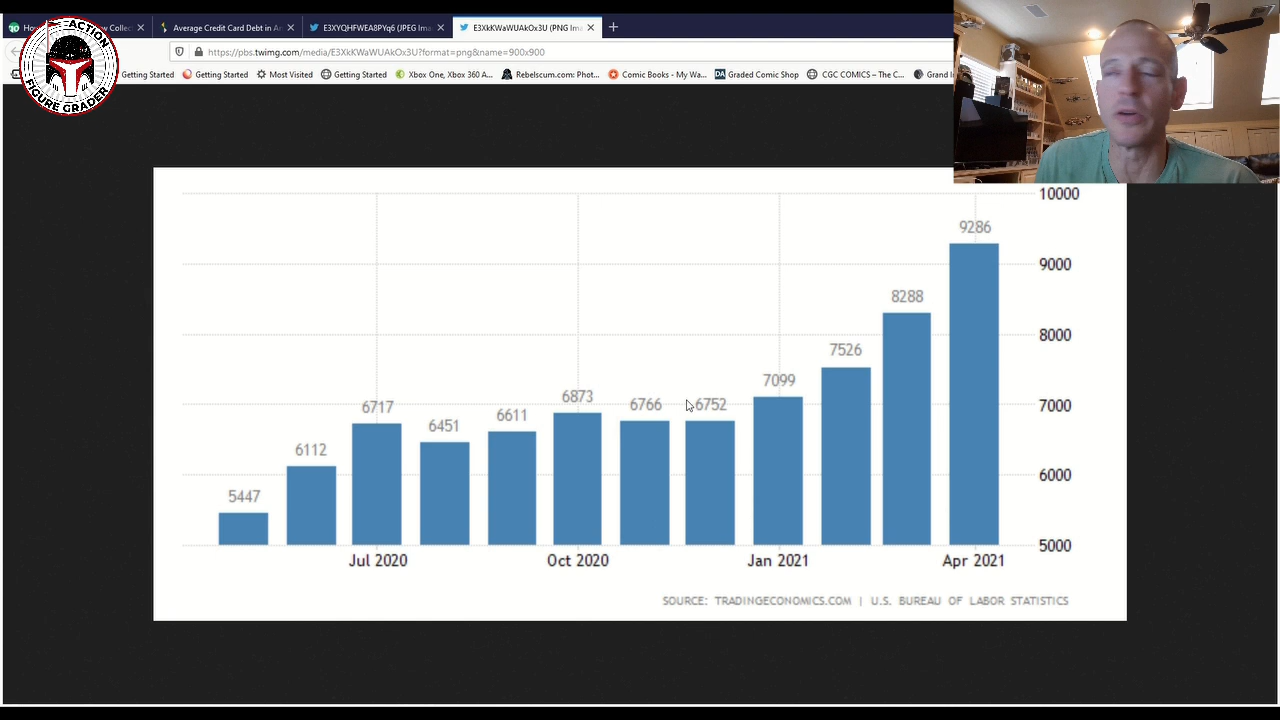 Average Credit Card Debt in A
E3XYQHFWEA8PYq6 (JPEG Ima
E3XkKWaWUAkOx3U (PNG Ima
https://pbs.twimg.com/media/E3XkKWaWUAkOx3U?format=png&name=900x900
Getting Started
Getting Started
Most Visited
Getting Started
Xbox One, Xbox 360 A...
Rebelscum.com: Phot...
Comic Books - My Wa...
DA Graded Comic Shop
CGC COMICS – The C...
Grand
RE-ACTION
FIGURE GRADER
10000
9000
8000
7000
6000
5000
5447
6112
6717
6451
6611
6873
6766
6752
7099
7526
8288
9286
Jul 2020
Oct 2020
Jan 2021
Apr 2021
SOURCE: TRADINGECONOMICS.COM | U.S. BUREAU OF LABOR STATISTICS